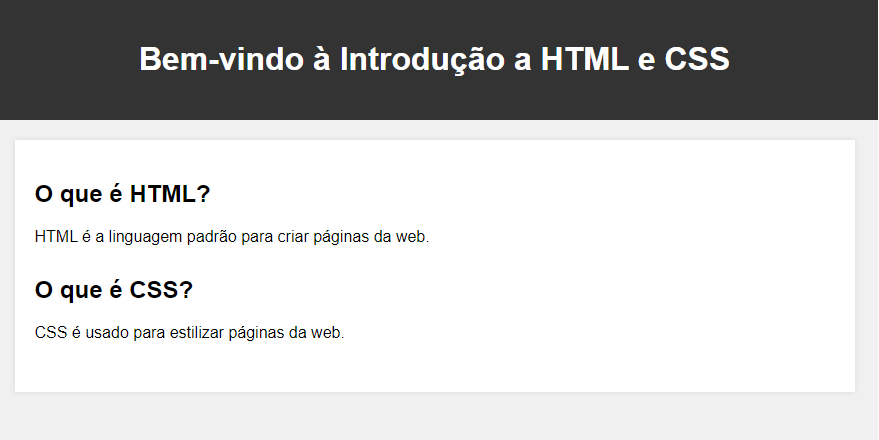 Bem-vindo à Introdução a HTML e CSS
O que é HTML?
HTML é a linguagem padrão para criar páginas da web.
O que é CSS?
CSS é usado para estilizar páginas da web.